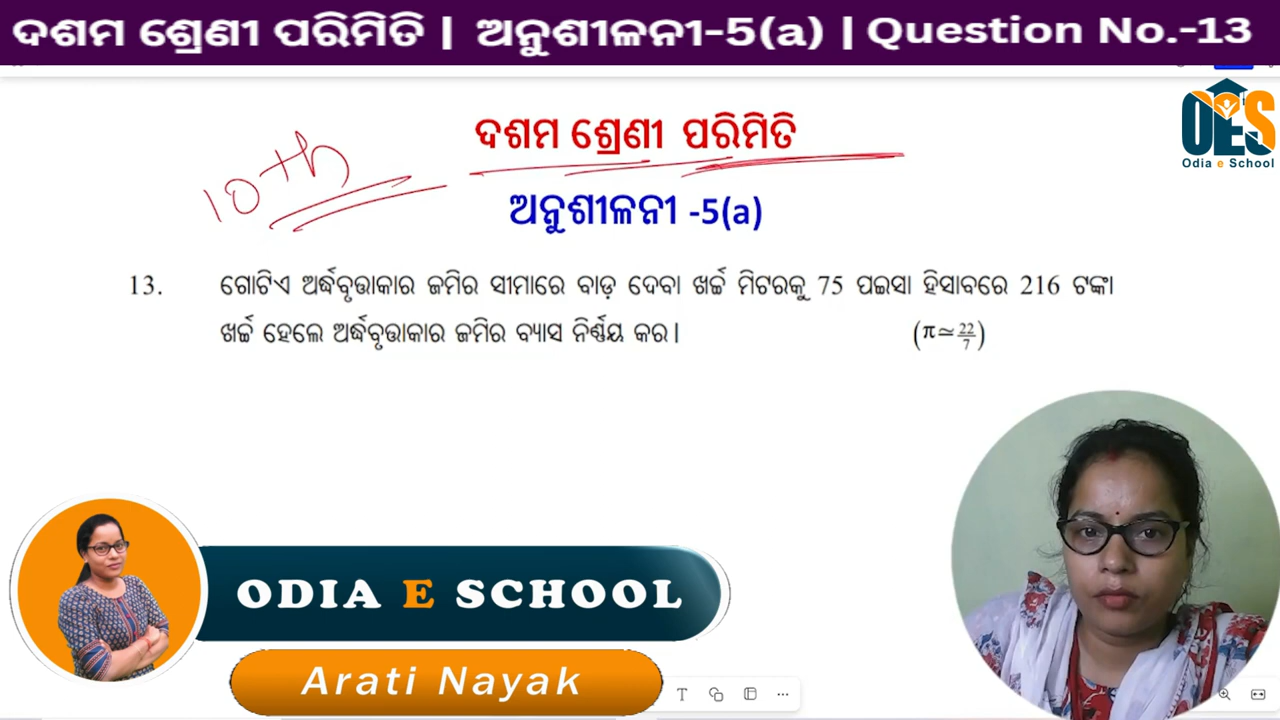 ଦଶମ ଶ୍ରେଣୀ ପରିମିତି | ଅନୁଶୀଳନୀ-5(a) | Question No.-13
OES
Odia e School
10th
ଦଶମ ଶ୍ରେଣୀ ପରିମିତି
ଅନୁଶୀଳନୀ -5(a)
13. ଗୋଟିଏ ଅର୍ଦ୍ଧବୃତ୍ତାକାର ଜମିର ସୀମାରେ ବାଡ଼ ଦେବା ଖର୍ଚ୍ଚ ମିଟରକୁ 75 ପଇସା ହିସାବରେ 216 ଟଙ୍କା
ଖର୍ଚ୍ଚ ହେଲେ ଅର୍ଦ୍ଧବୃତ୍ତାକାର ଜମିର ବ୍ୟାସ ନିର୍ଣ୍ଣୟ କର। (π≃22/7)
ODIA E SCHOOL
Arati Nayak
T